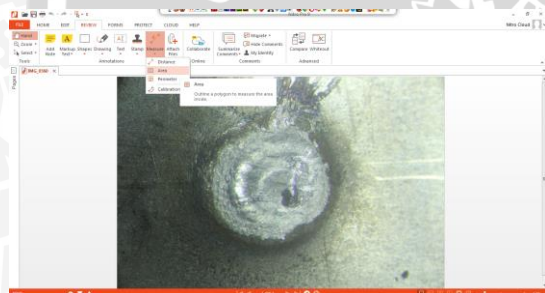 FILE HOME EDIT REVIEW FORMS PROTECT CLOUD HELP
Hand
Zoom
Select
Tools
Add Note
Markup Text
Shapes
Drawing
Text
Stamp
Measure
Attach Files
Annotations
Collaborate
Online
Summarize Comments
Migrate
Hide Comments
My Identity
Comments
Compare
Whiteout
Advanced
Distance
Area
Perimeter
Calibration
Area
Outline a polygon to measure the area inside.
Pages